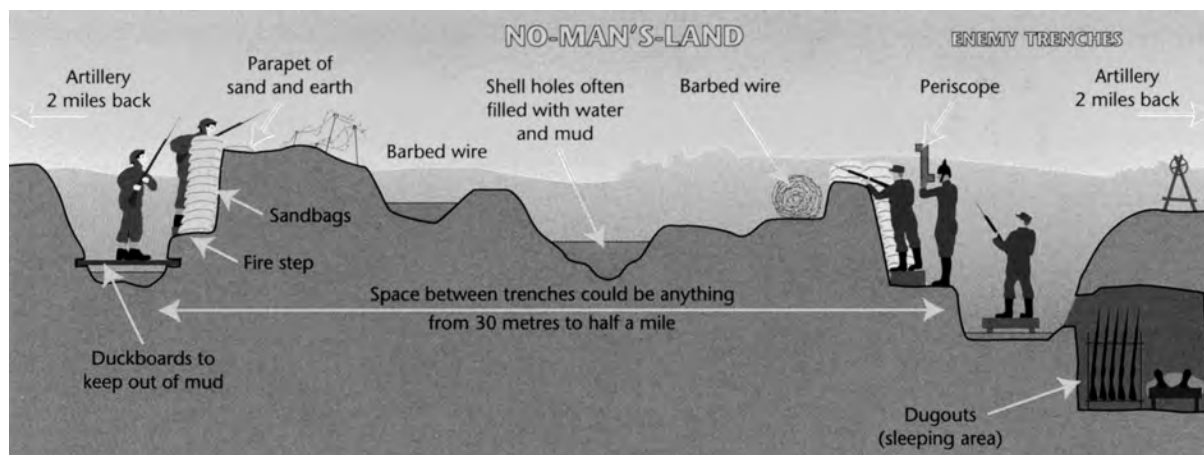 NO-MAN'S-LAND
ENEMY TRENCHES
Artillery
2 miles back
Parapet of
sand and earth
Shell holes often
filled with water
and mud
Barbed wire
Periscope
Artillery
2 miles back
Barbed wire
Sandbags
Fire step
Space between trenches could be anything
from 30 metres to half a mile
Duckboards to
keep out of mud
Dugouts
(sleeping area)